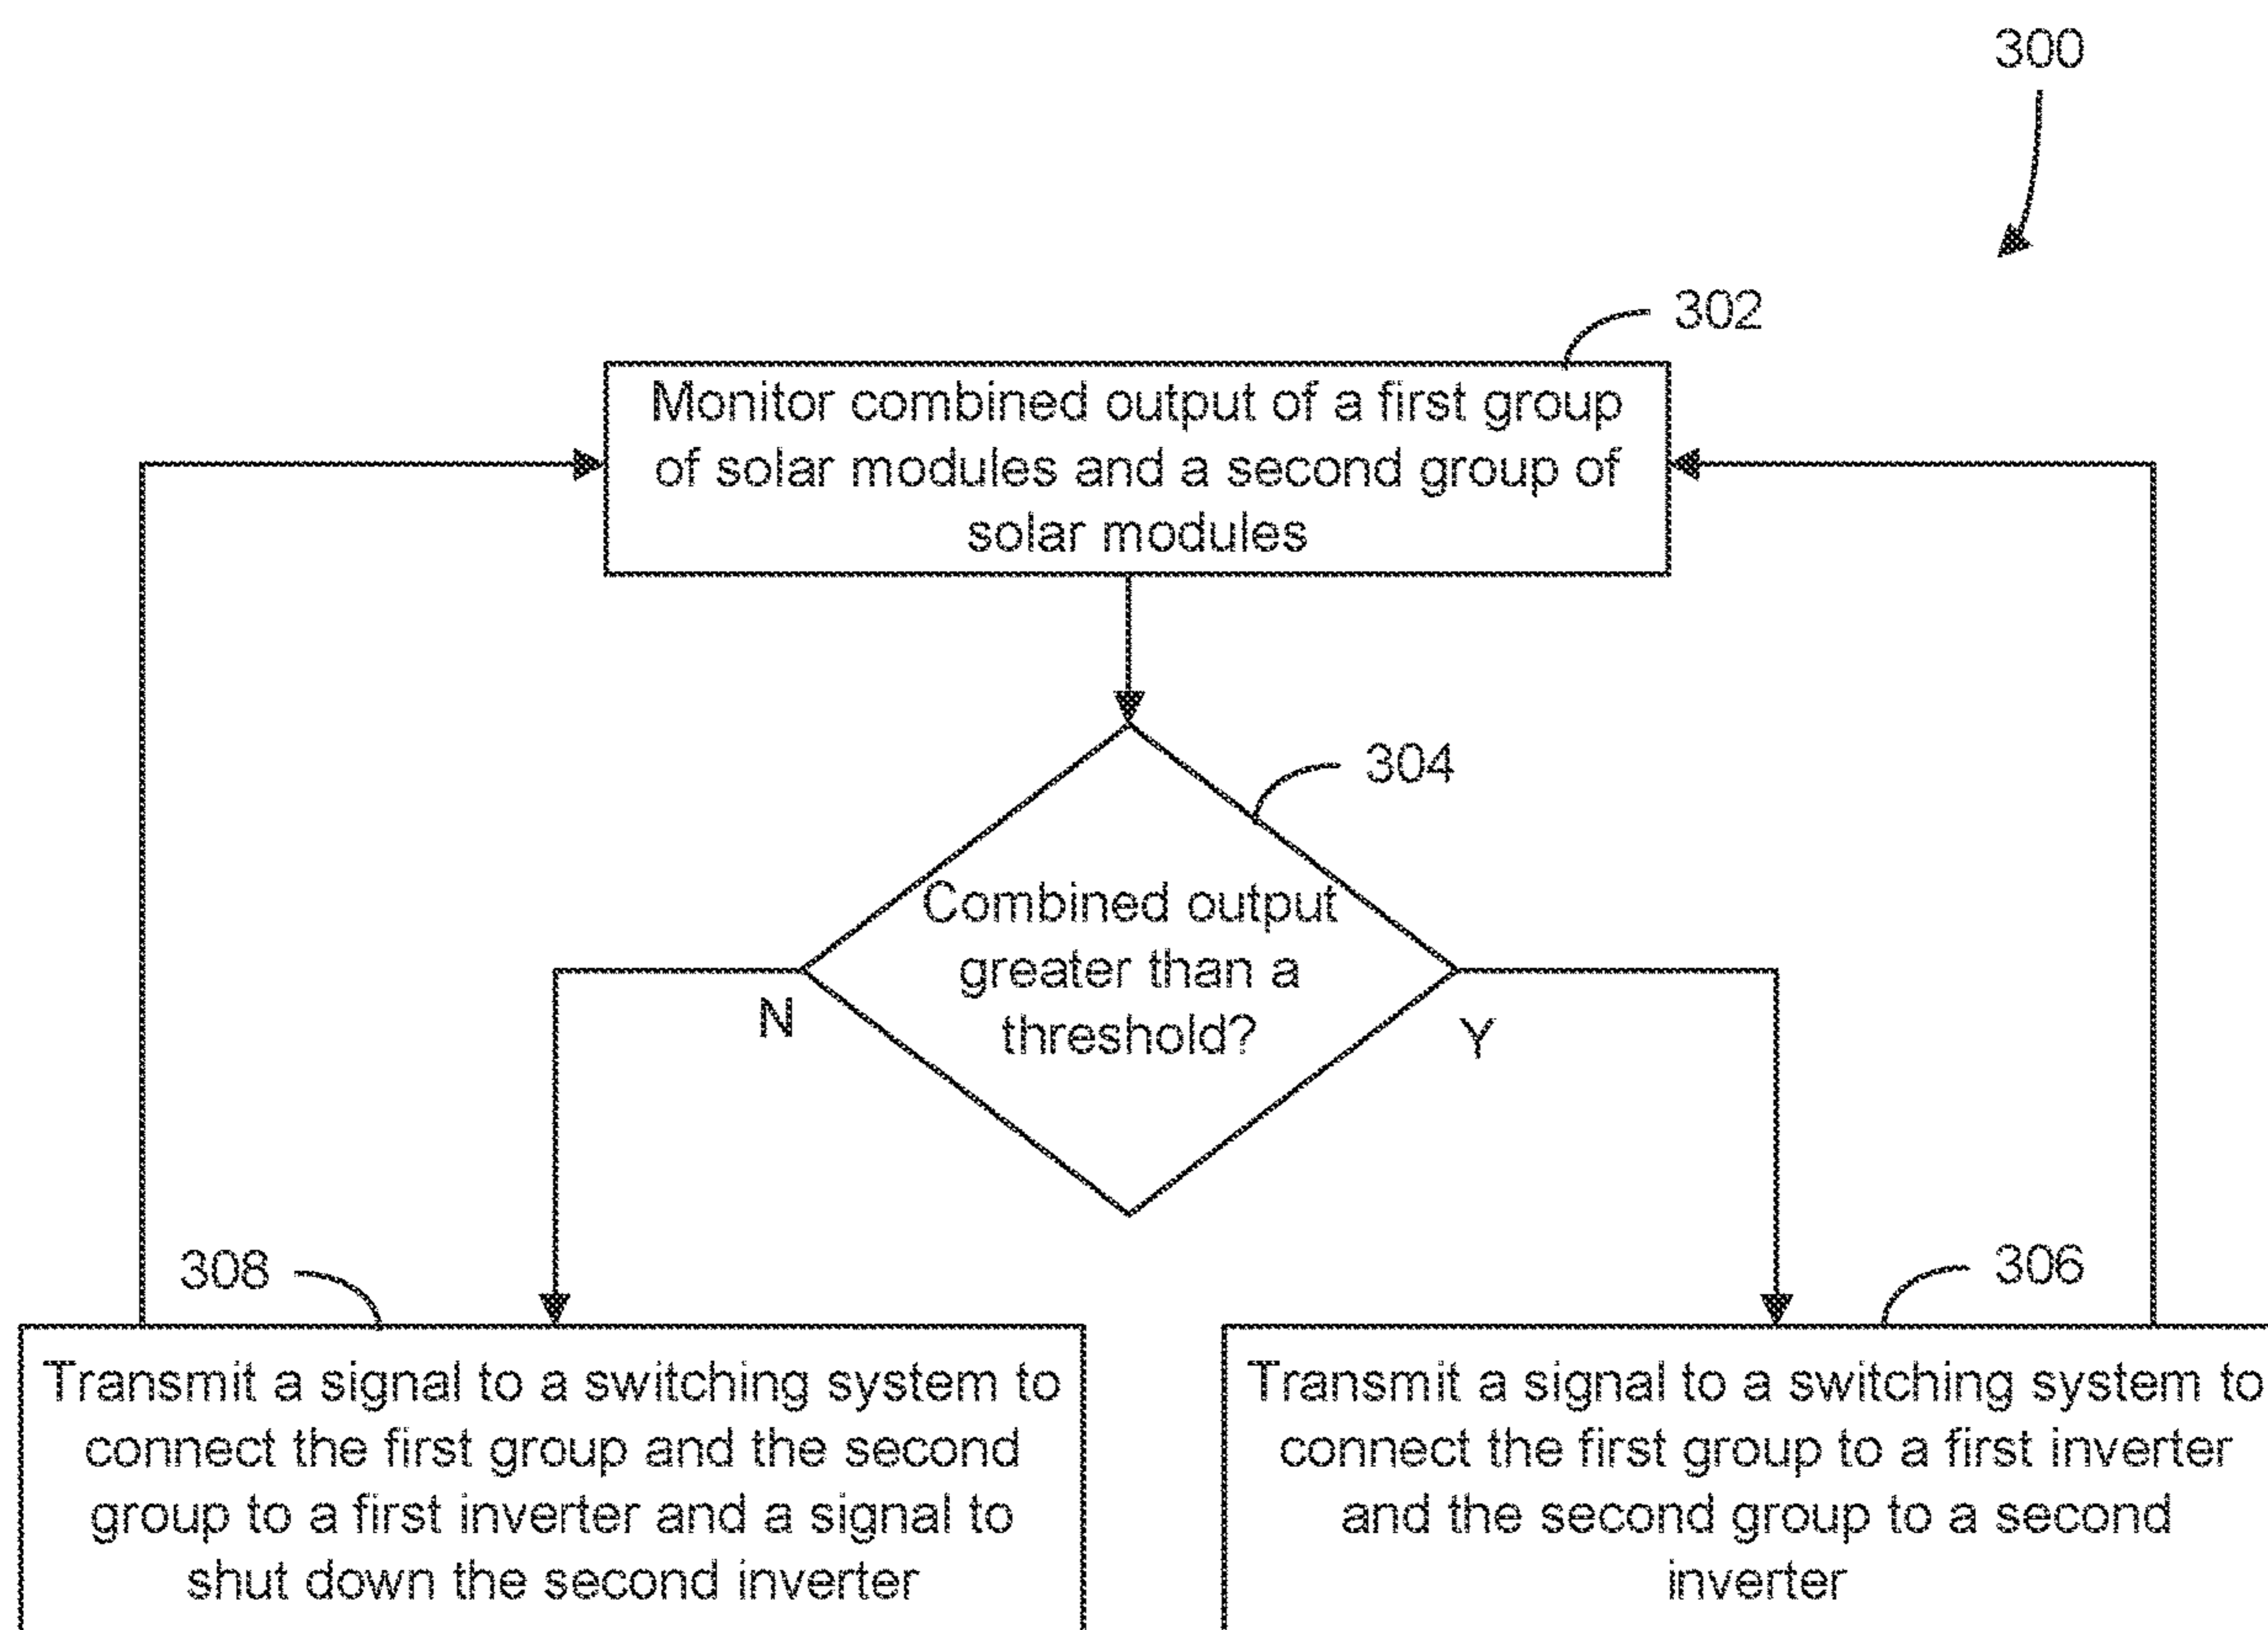 300
302
Monitor combined output of a first group
of solar modules and a second group of
solar modules
304
Combined output
greater than a
threshold?
N
Y
308
Transmit a signal to a switching system to
connect the first group and the second
group to a first inverter and a signal to
shut down the second inverter
306
Transmit a signal to a switching system to
connect the first group to a first inverter
and the second group to a second
inverter